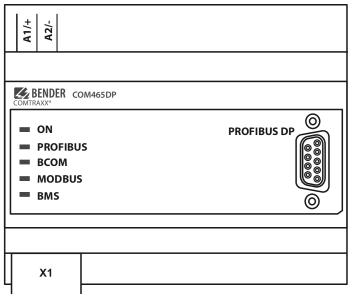 A1/+
A2/-
BENDER COM465DP
COMTRAXX®
ON
PROFIBUS DP
PROFIBUS
BCOM
MODBUS
BMS
X1